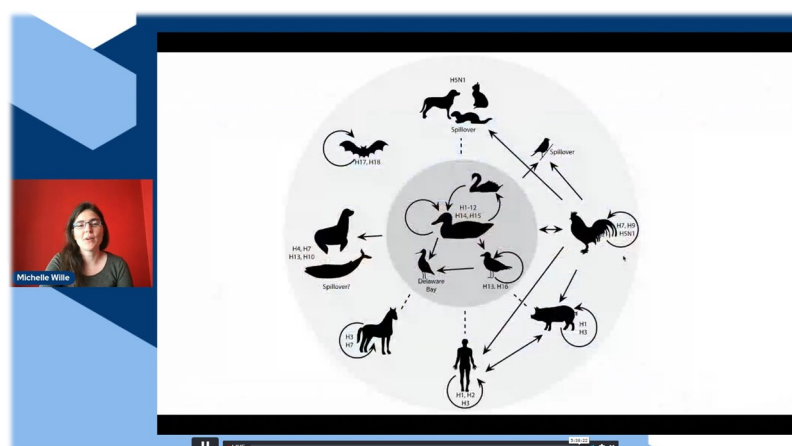 H5N1
Spillover
Spillover
H17, H18
H1-12
H14, H15
H7, H9
H5N1
H4, H7
H13, H10
Spillover?
Delaware
Bay
H13, H16
H1
H3
H3
H7
H1, H2
H3
Michelle Wille